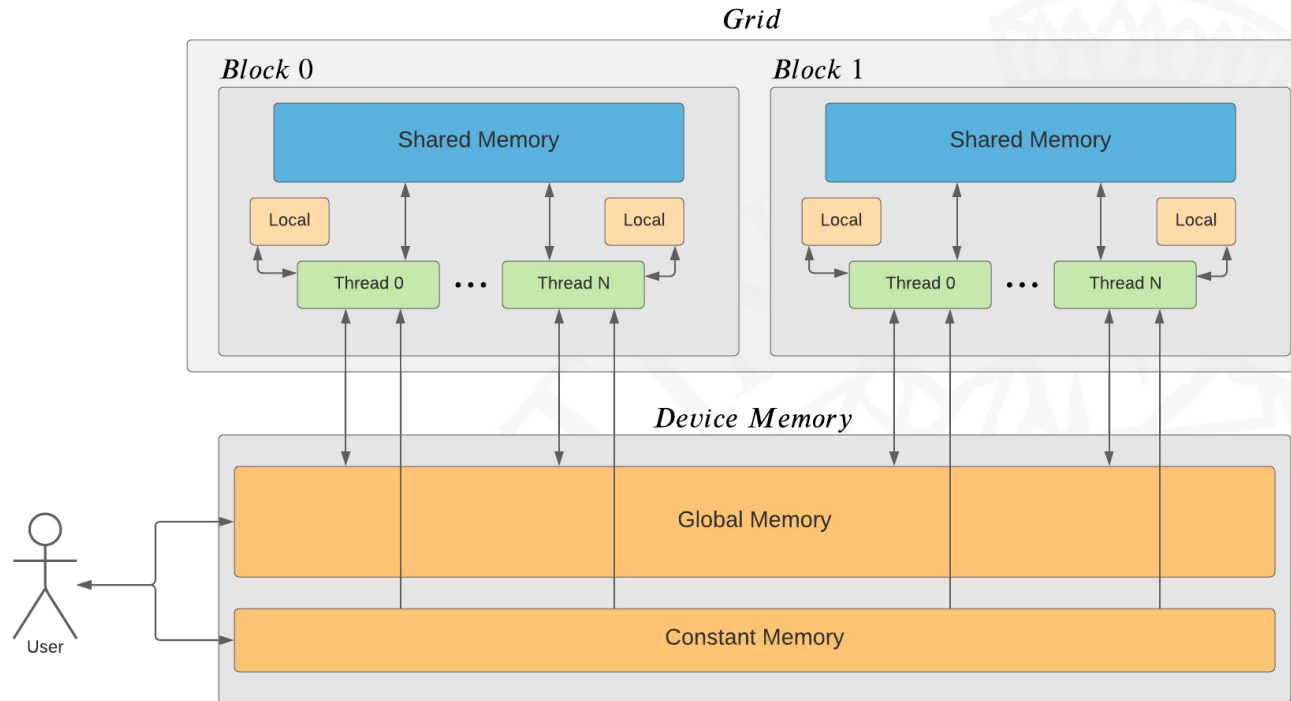 Grid
Block 0
Block 1
Shared Memory
Shared Memory
Local
Local
Local
Local
Thread 0
...
Thread N
Thread 0
...
Thread N
Device Memory
Global Memory
Constant Memory
User